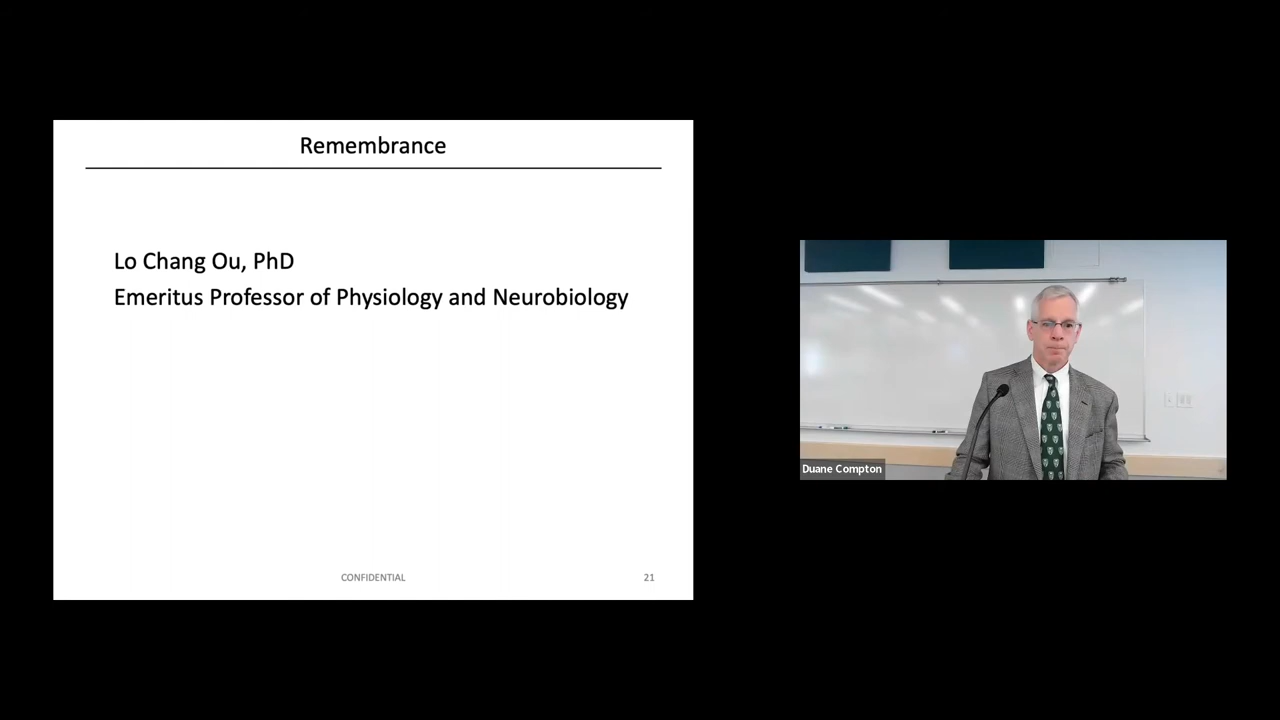 Remembrance
Lo Chang Ou, PhD
Emeritus Professor of Physiology and Neurobiology
CONFIDENTIAL
21
Duane Compton